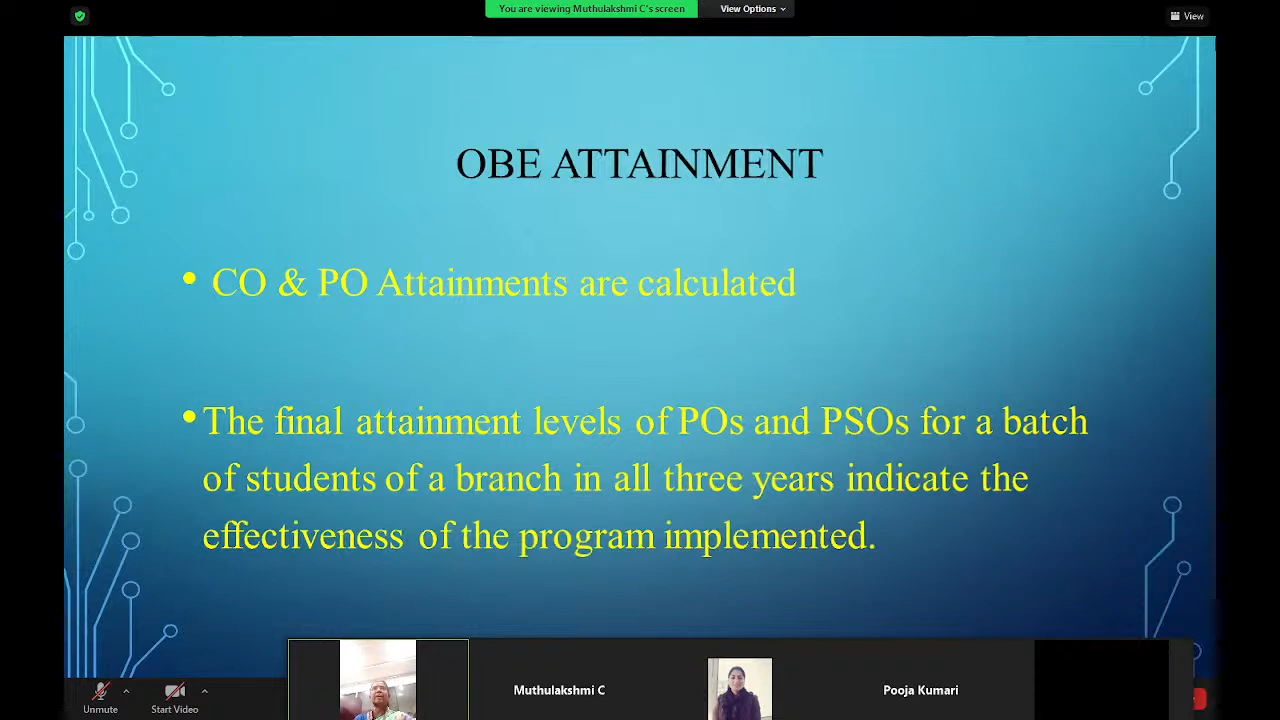 You are viewing Muthulakshmi C's screen
View Options
View
OBE ATTAINMENT
• CO & PO Attainments are calculated
• The final attainment levels of POs and PSOs for a batch
of students of a branch in all three years indicate the
effectiveness of the program implemented.
Muthulakshmi C
Pooja Kumari
Unmute
Start Video